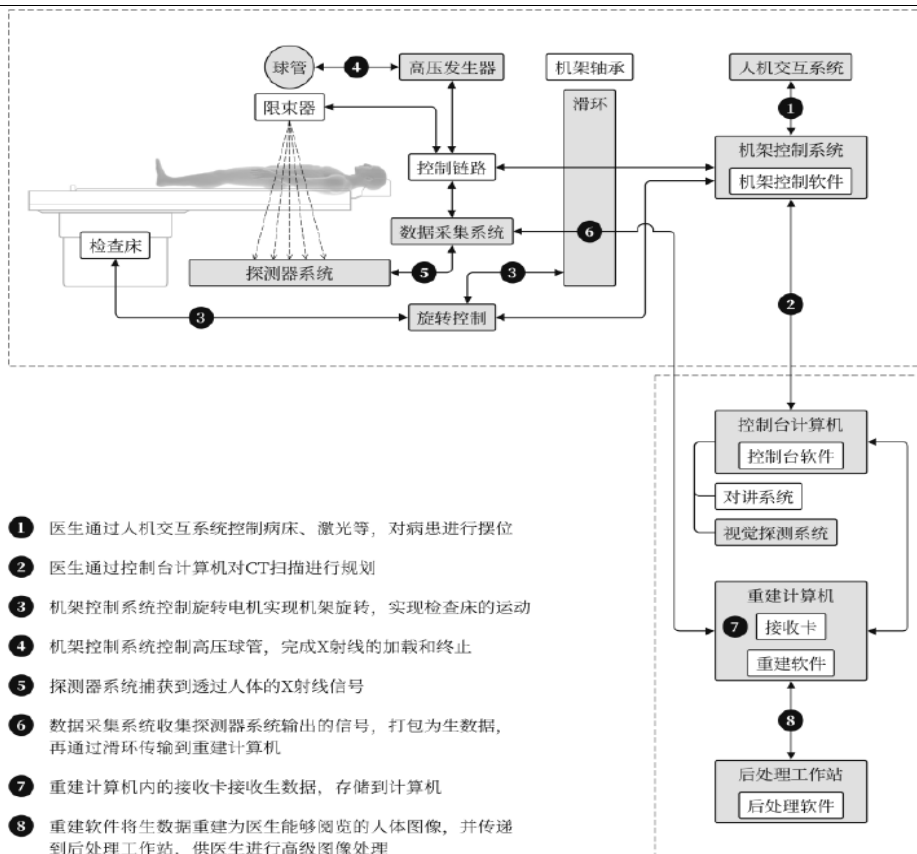 球管
4
高压发生器
机架轴承
人机交互系统
限束器
滑环
1
机架控制系统
控制链路
机架控制软件
数据采集系统
6
检查床
探测器系统
5
3
3
旋转控制
2
控制台计算机
控制台软件
对讲系统
视觉探测系统
重建计算机
7 接收卡
重建软件
8
后处理工作站
后处理软件
1 医生通过人机交互系统控制病床、激光等，对病患进行摆位
2 医生通过控制台计算机对CT扫描进行规划
3 机架控制系统控制旋转电机实现机架旋转，实现检查床的运动
4 机架控制系统控制高压球管，完成X射线的加载和终止
5 探测器系统捕获到透过人体的X射线信号
6 数据采集系统收集探测器系统输出的信号，打包为生数据，
再通过滑环传输到重建计算机
7 重建计算机内的接收卡接收生数据，存储到计算机
8 重建软件将生数据重建为医生能够阅览的人体图像，并传递
到后处理工作站，供医生进行高级图像处理